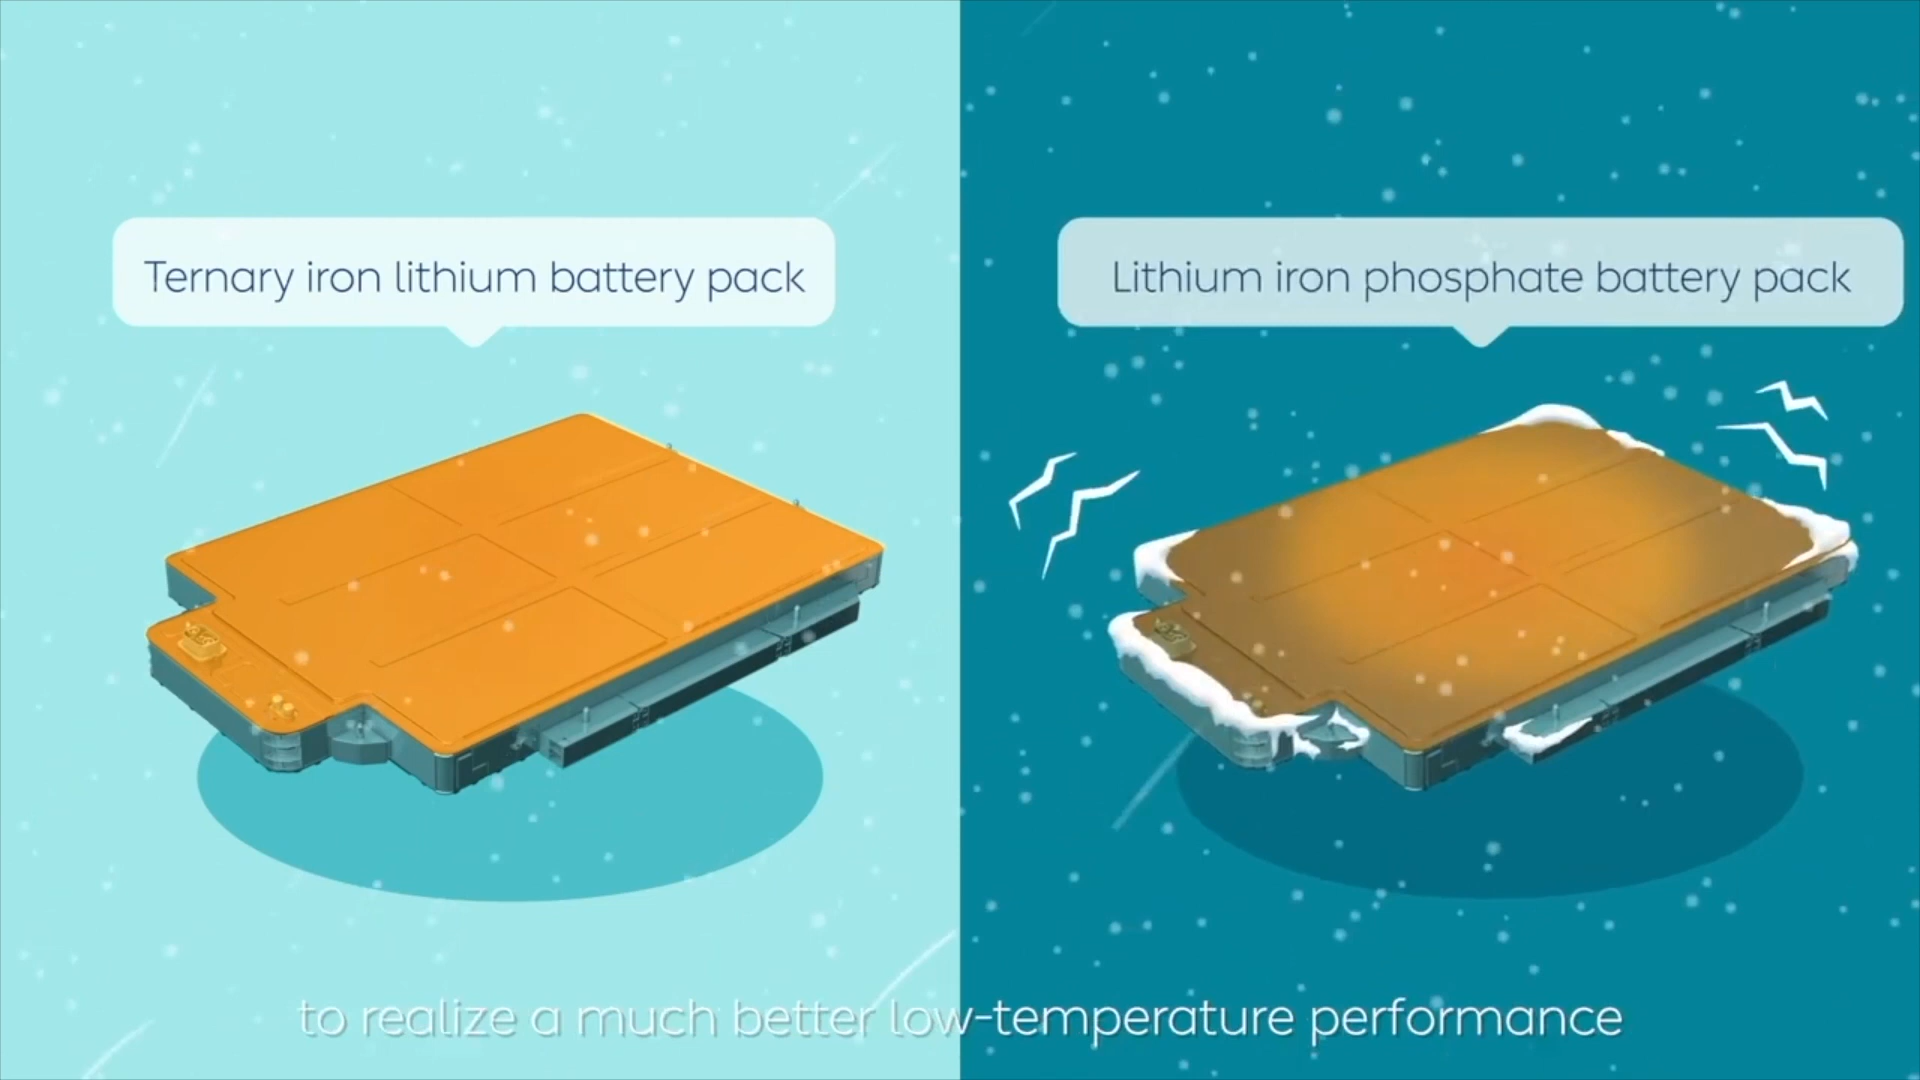 Ternary iron lithium battery pack
Lithium iron phosphate battery pack
to realize a much better low-temperature performance